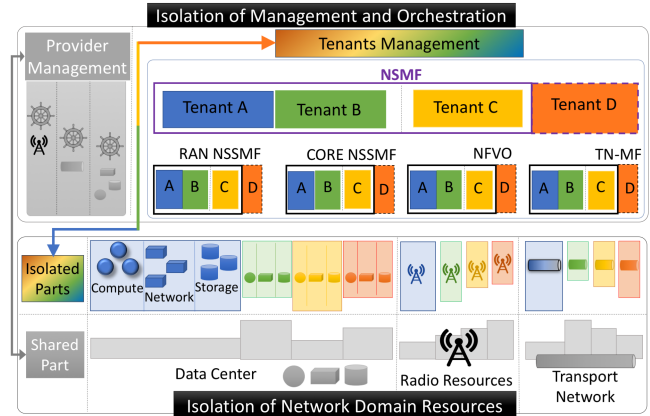 Isolation of Management and Orchestration
Provider
Management
Tenants Management
NSMF
Tenant A
Tenant B
Tenant C
Tenant D
RAN NSSMF
CORE NSSMF
NFVO
TN-MF
A B C D
A B C D
A B C D
A B C D
Isolated
Parts
Compute
Network
Storage
Shared
Part
Data Center
Radio Resources
Transport
Network
Isolation of Network Domain Resources